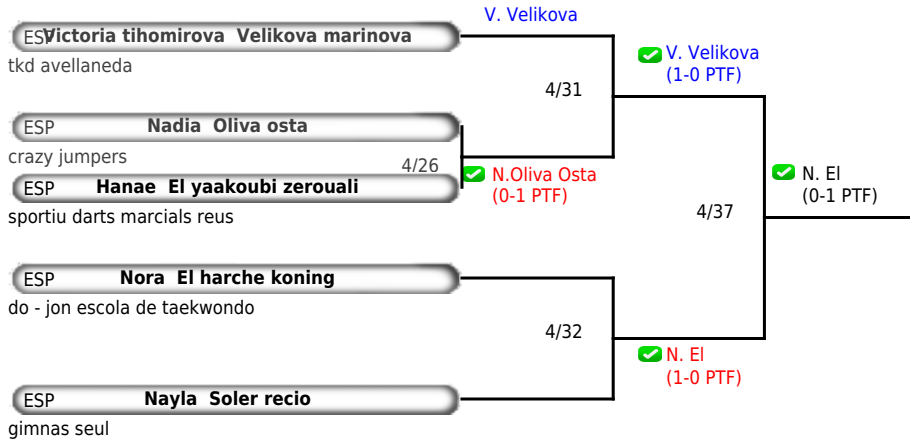 V. Velikova
ESP Victoria tihomirova Velikova marinova
tkd avellaneda
V. Velikova
(1-0 PTF)
4/31
ESP Nadia Oliva osta
crazy jumpers
4/26
N.Oliva Osta
(0-1 PTF)
ESP Hanae El yaakoubi zerouali
sportiu darts marcials reus
N. El
(0-1 PTF)
4/37
ESP Nora El harche koning
do - jon escola de taekwondo
4/32
N. El
(1-0 PTF)
ESP Nayla Soler recio
gimnas seul